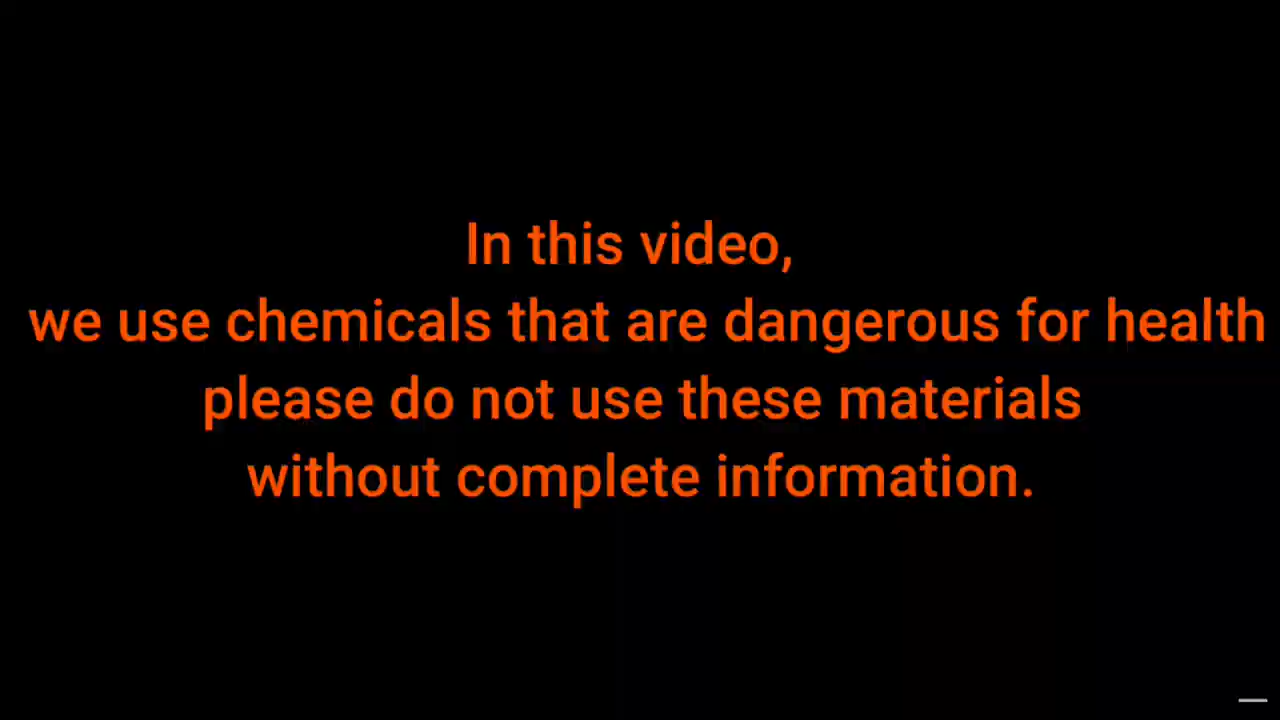 In this video,
we use chemicals that are dangerous for health
please do not use these materials
without complete information.